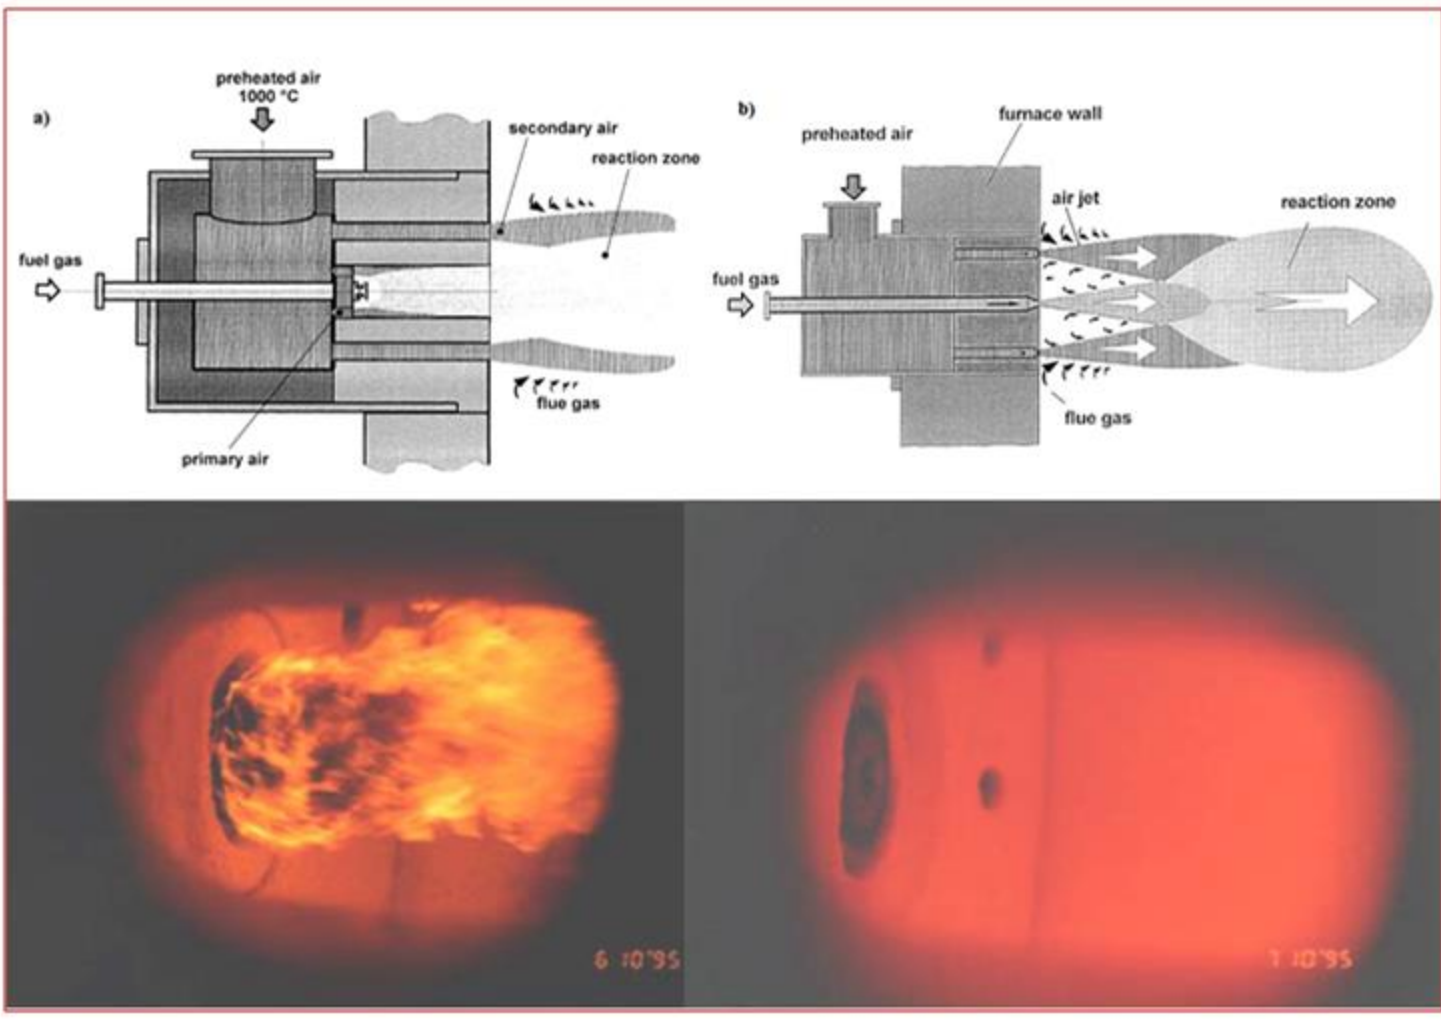 a)
preheated air
1000 °C
secondary air
reaction zone
fuel gas
flue gas
primary air
b)
furnace wall
preheated air
air jet
reaction zone
fuel gas
flue gas
6 10'95
7 10'95